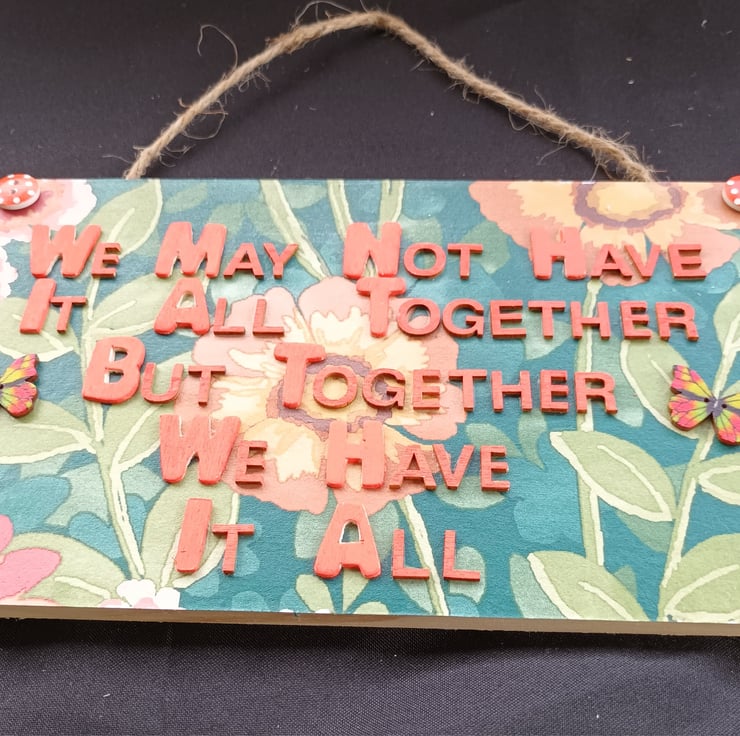 We May Not Have
It All Together
But Together
We Have
It All